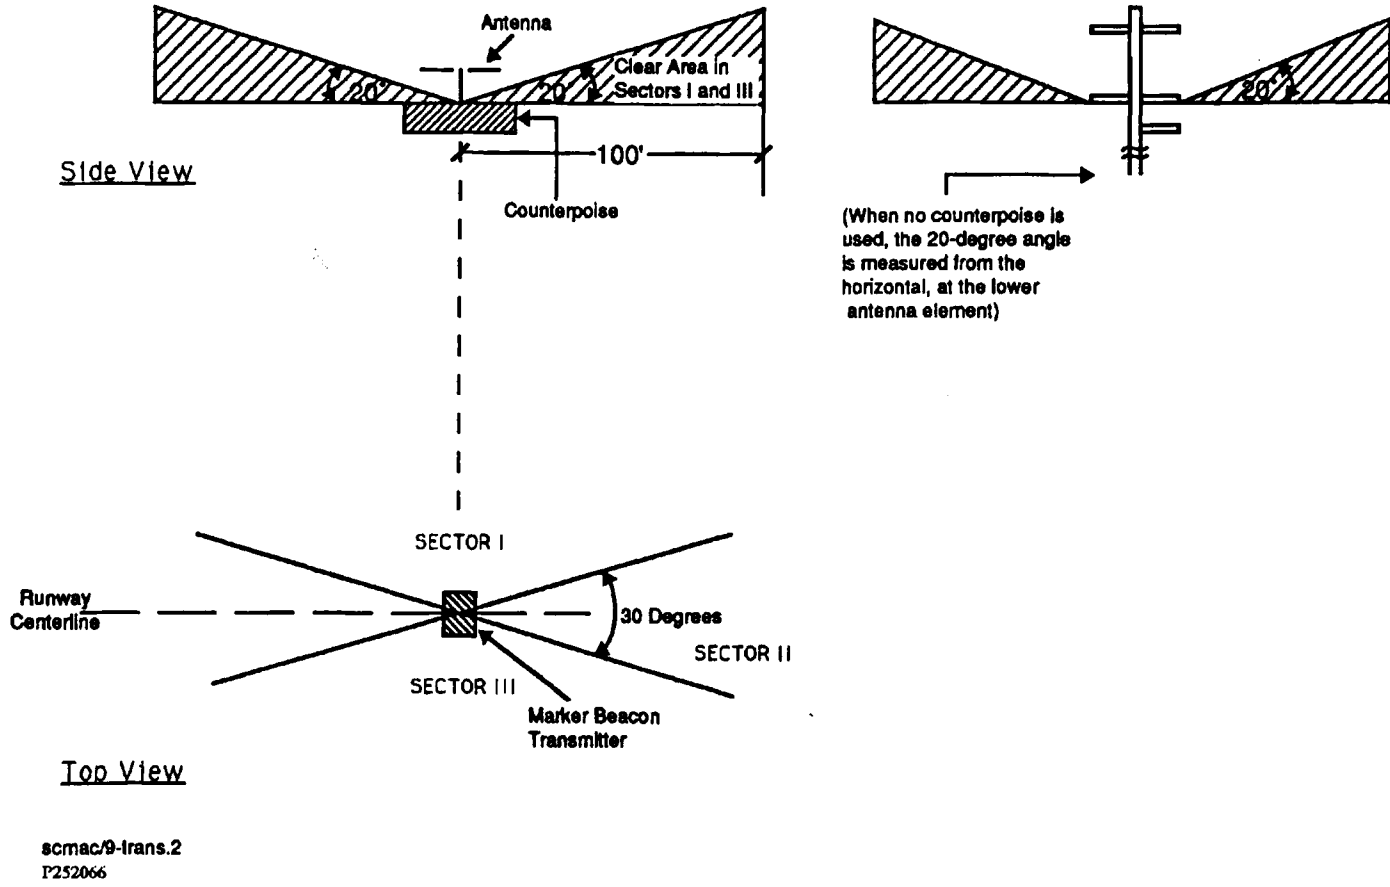 Antenna
Clear Area in
Sectors I and III
20°
20°
20°
100'
Side View
Counterpoise
(When no counterpoise is
used, the 20-degree angle
is measured from the
horizontal, at the lower
antenna element)
SECTOR I
Runway
Centerline
30 Degrees
SECTOR II
SECTOR III
Marker Beacon
Transmitter
Top View
scmac/9-trans.2
P252066